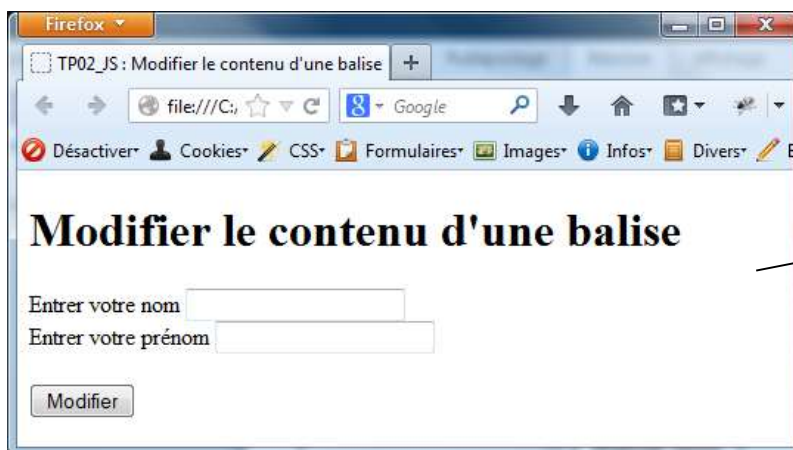 Firefox
TP02_JS : Modifier le contenu d'une balise +
file:///C:, Google
Désactiver Cookies CSS Formulaires Images Infos Divers
Modifier le contenu d'une balise
Entrer votre nom
Entrer votre prénom
Modifier